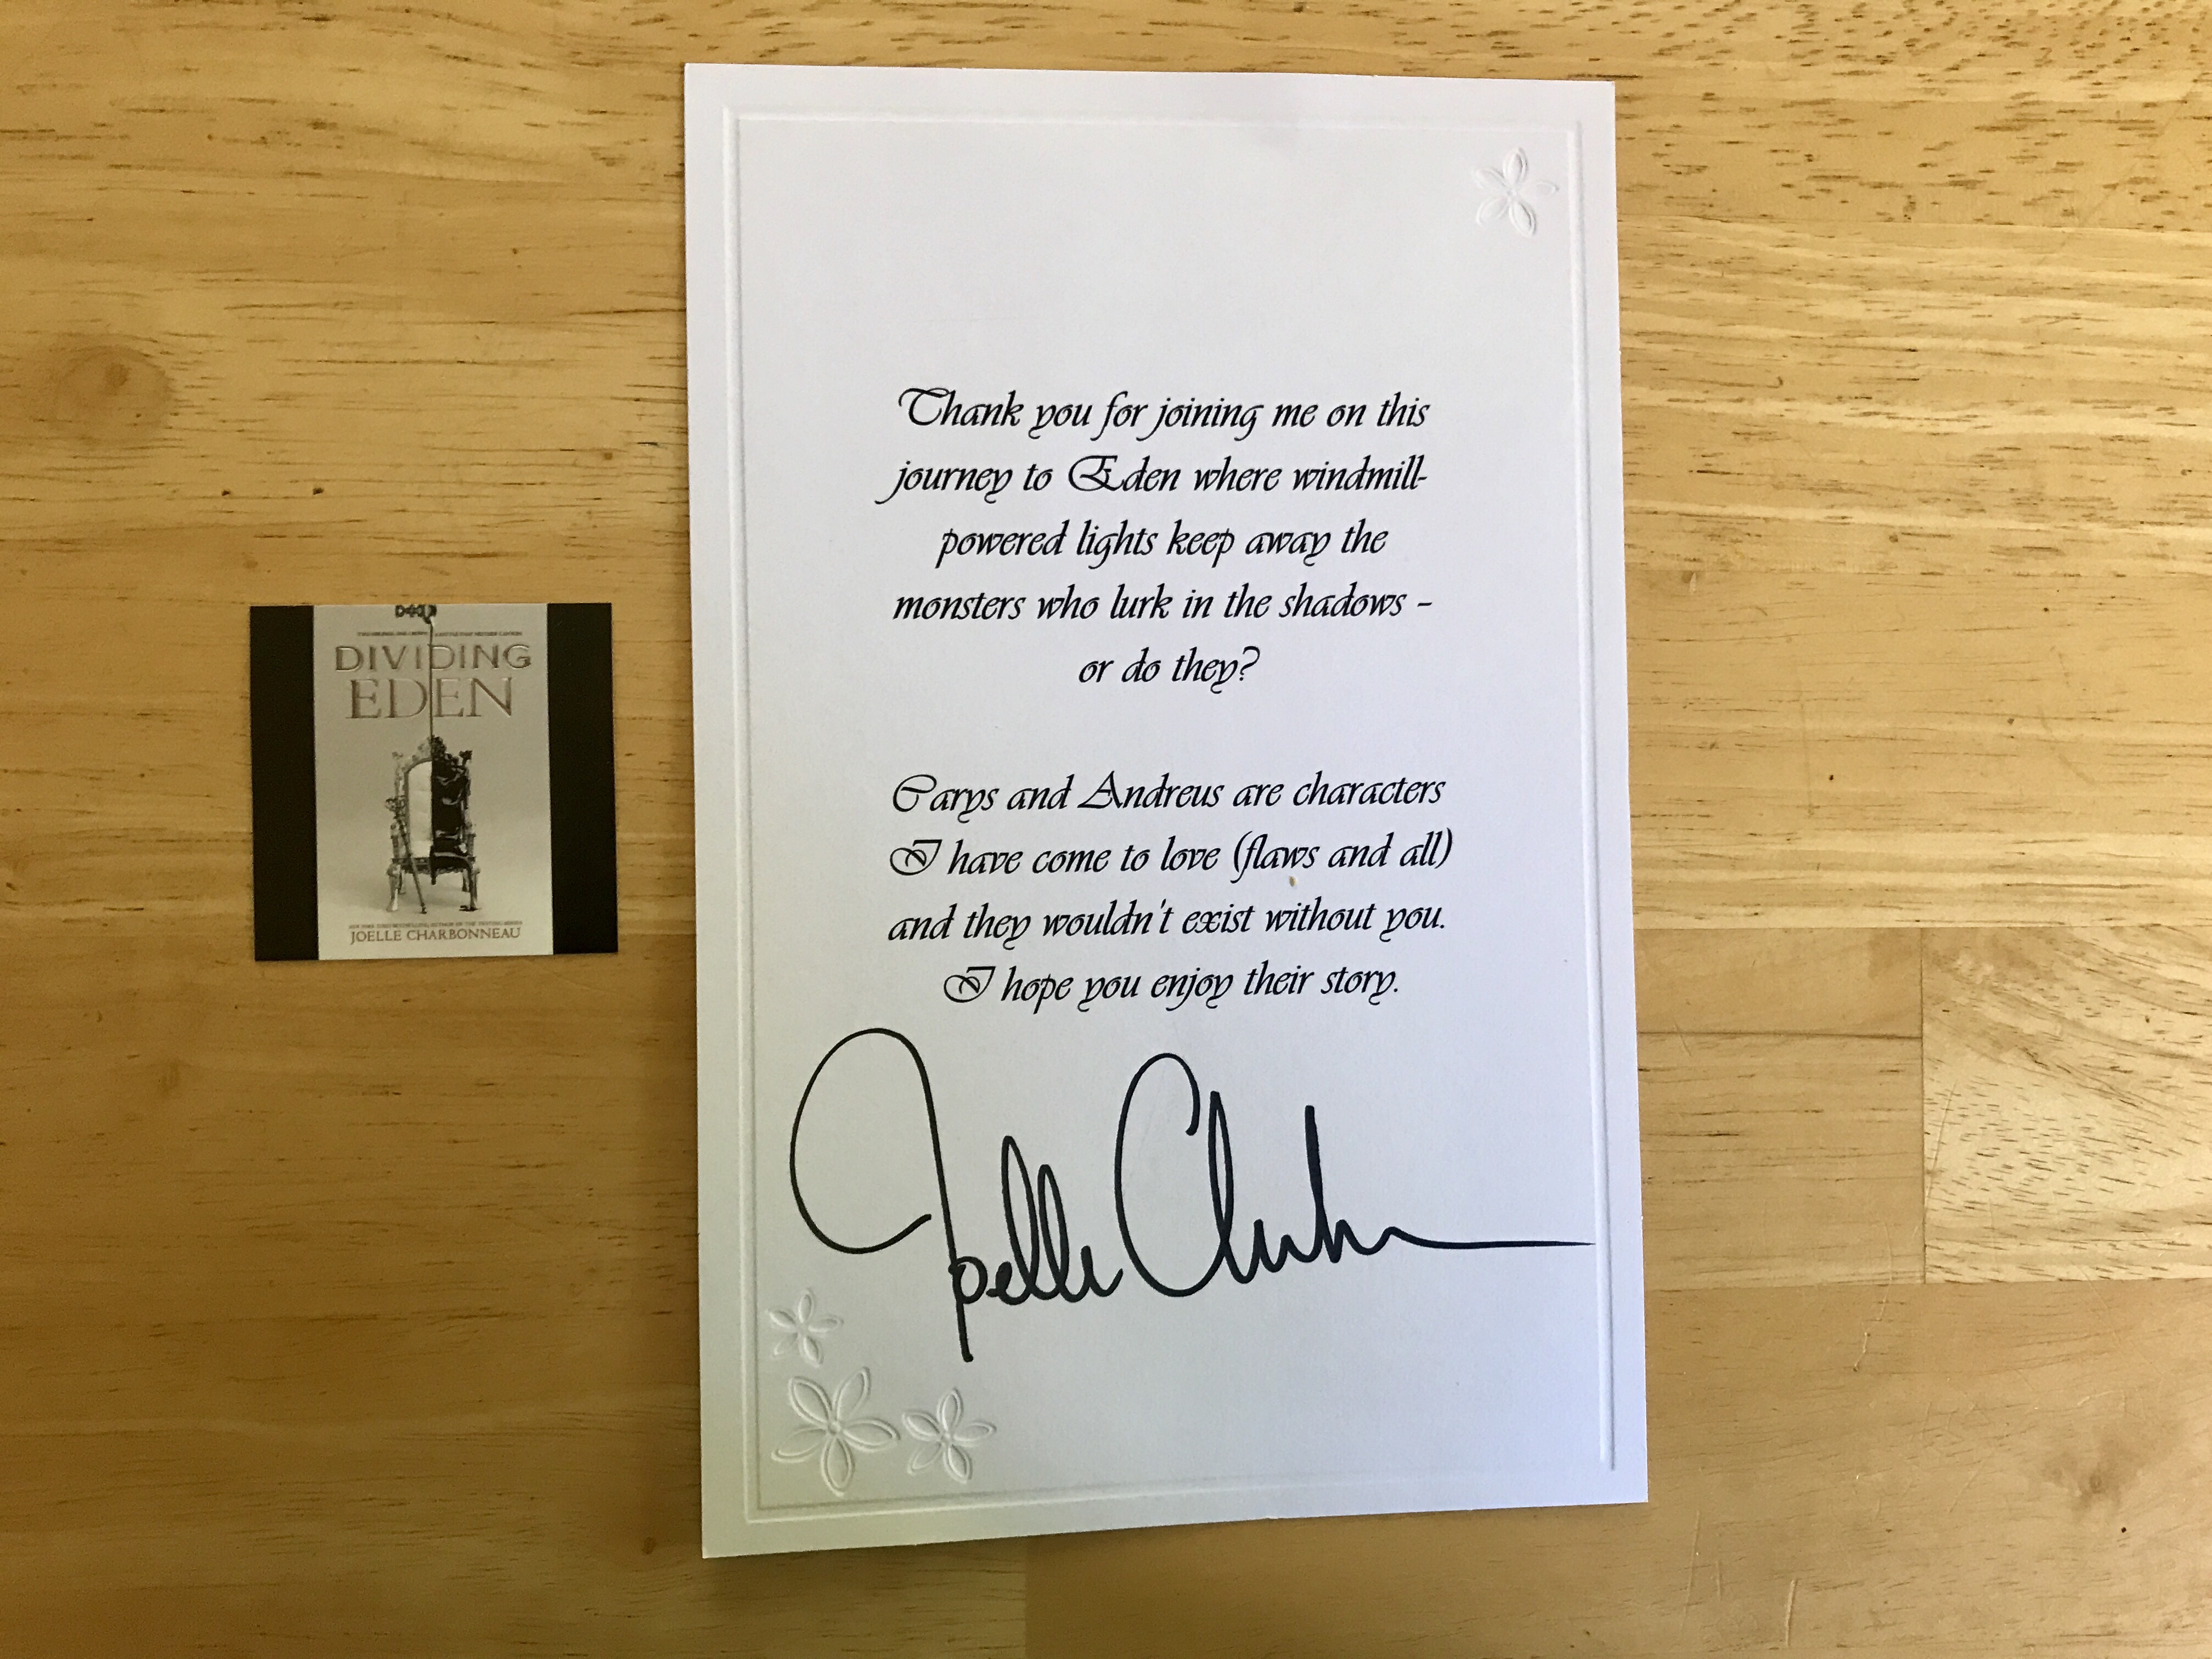 DIVIDING
EDEN
JOELLE CHARBONNEAU
Thank you for joining me on this
journey to Eden where windmill-
powered lights keep away the
monsters who lurk in the shadows –
or do they?
Carys and Andreus are characters
I have come to love (flaws and all)
and they wouldn't exist without you.
I hope you enjoy their story.
Joelle